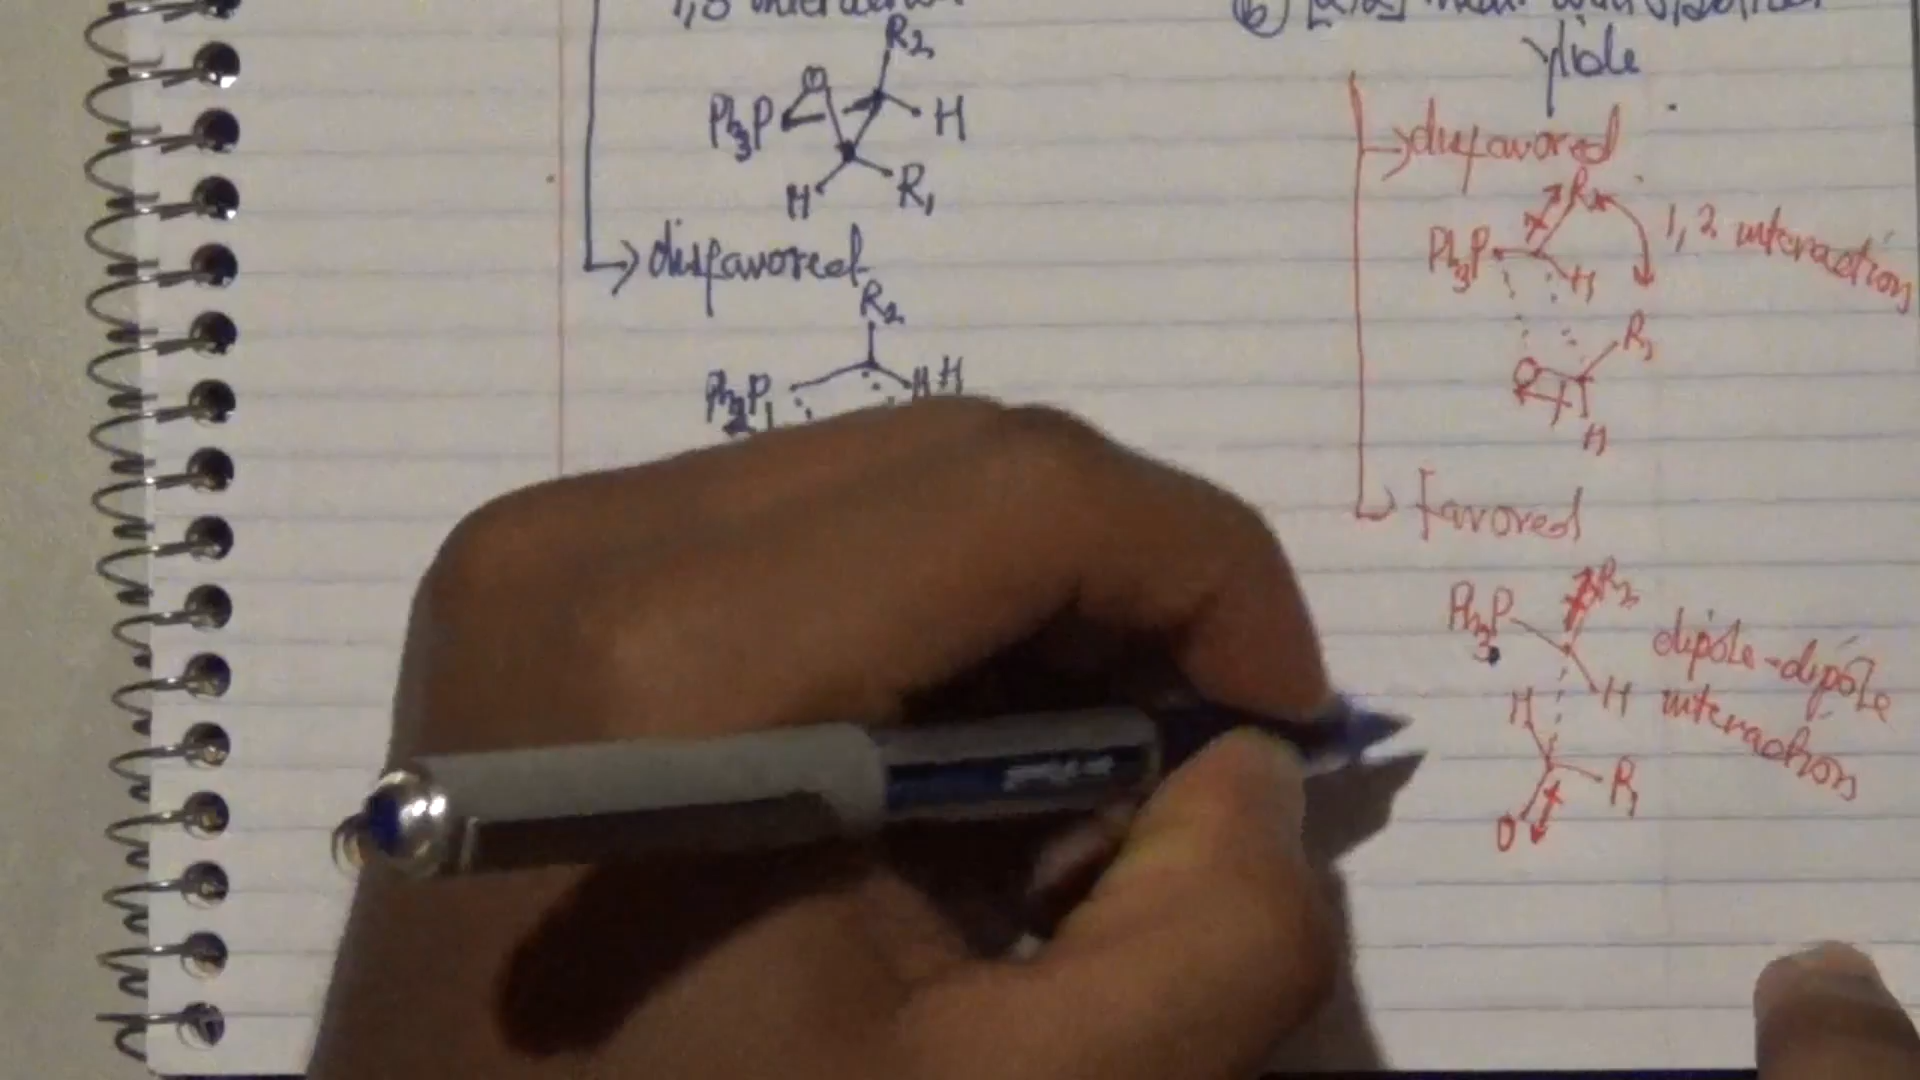 R2
O
Ph3P
H
H
R1
disfavored
R2
Ph3P
H H
ylide
disfavored
R2
1,2 interaction
Ph3P
H
R1
O
H
favored
Ph3P
R2
dipole-dipole
interaction
H
H
R1
O